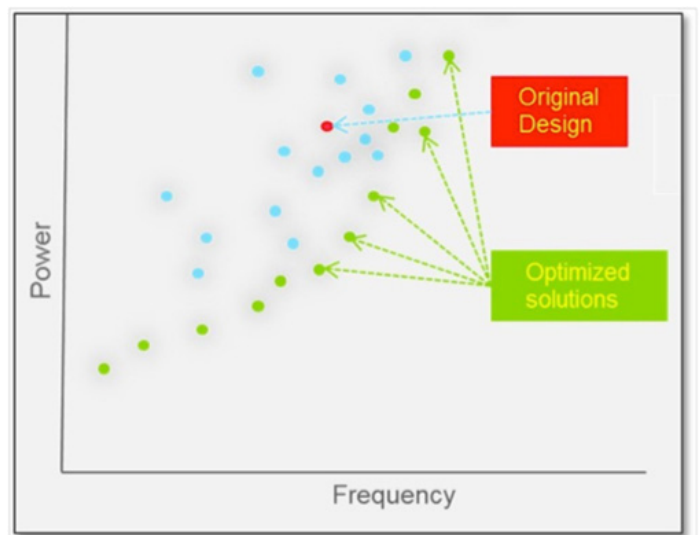 Original
Design
Power
Optimized
solutions
Frequency